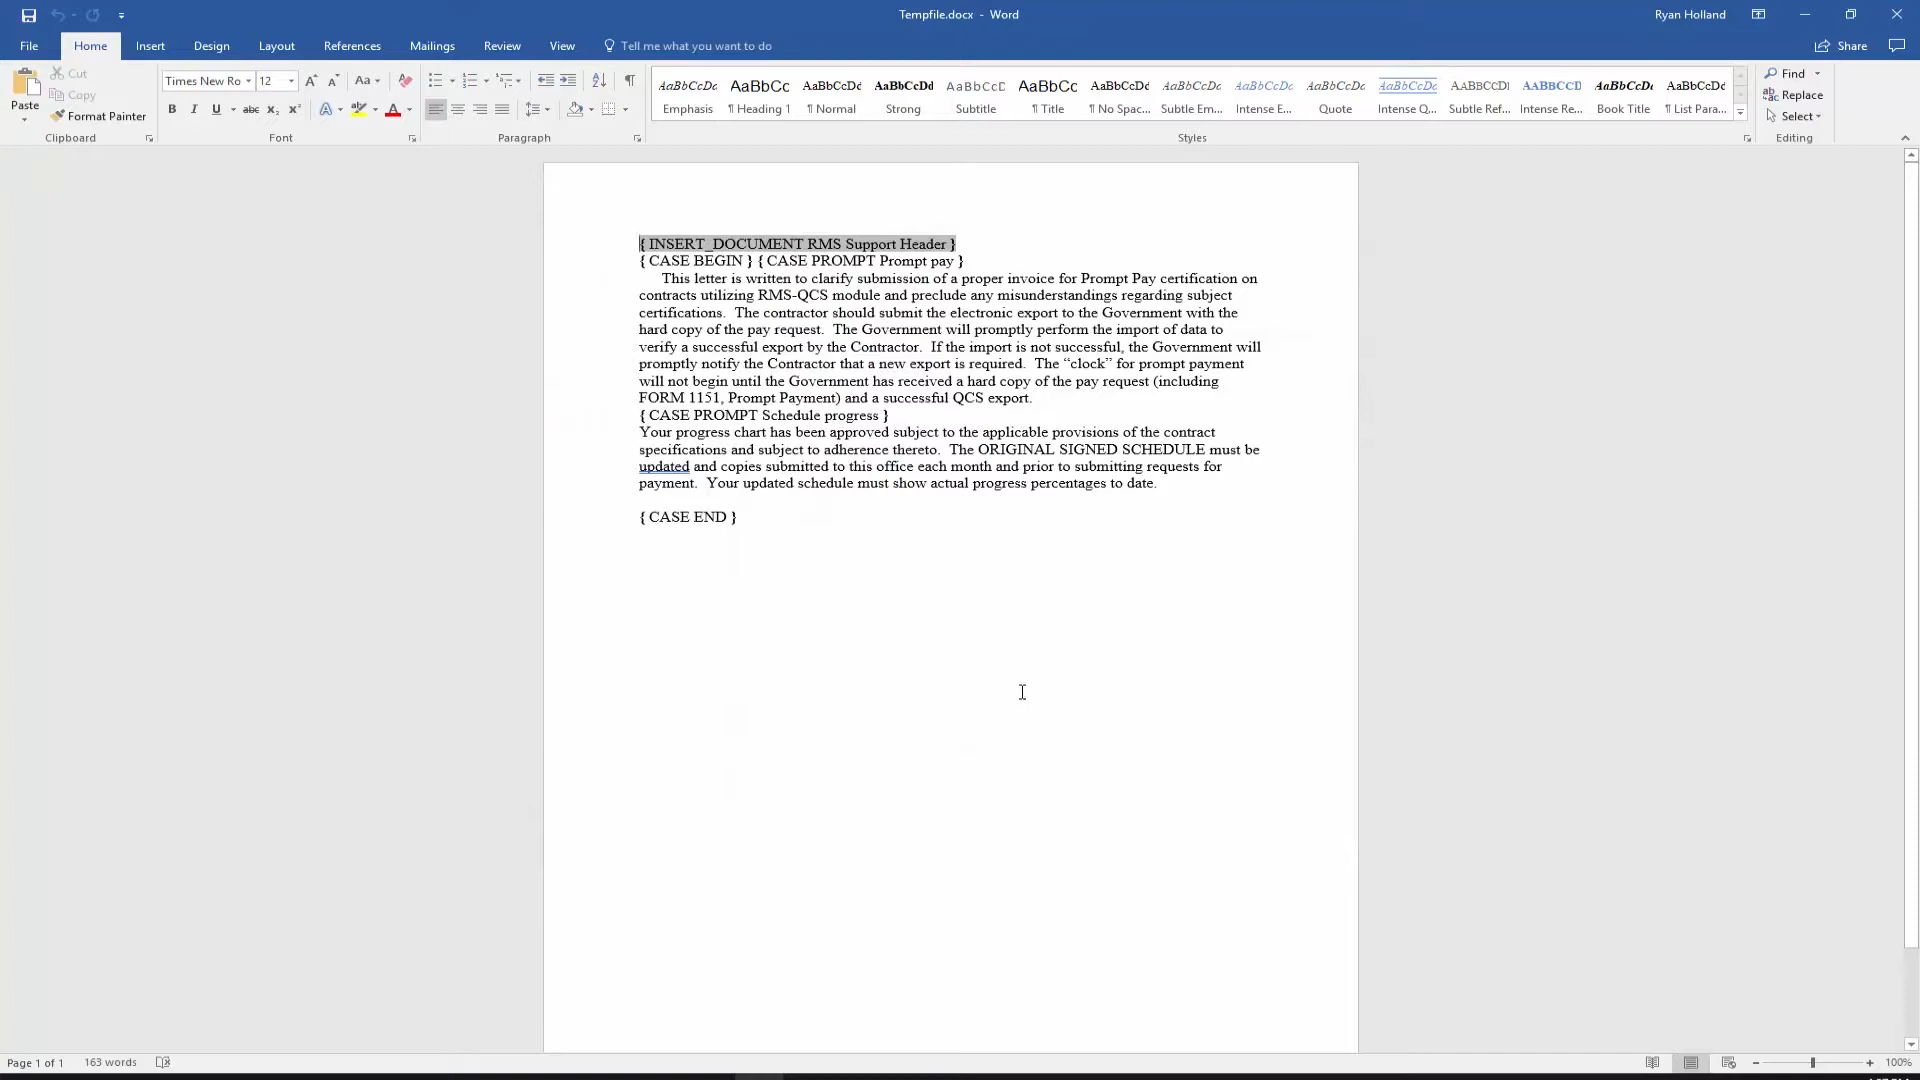 Tempfile.docx - Word
Ryan Holland
File Home Insert Design Layout References Mailings Review View Tell me what you want to do
Share
Paste
Cut
Copy
Format Painter
Clipboard
Times New Ro 12
Aa
B I U abc X₂ X²
Font
Paragraph
AaBbCcDc AaBbCc AaBbCcDd AaBbCcDd AaBbCcD AaBbCc AaBbCcDd AaBbCcDc AaBbCcDc AaBbCcDc AaBbCcDc AABBCCDI AABBCCD AaBbCcDc AaBbCcDd
Emphasis ¶ Heading 1 ¶ Normal Strong Subtitle ¶ Title ¶ No Spac... Subtle Em... Intense E... Quote Intense Q... Subtle Ref... Intense Re... Book Title ¶ List Para...
Styles
Find
Replace
Select
Editing
{ INSERT_DOCUMENT RMS Support Header }
{ CASE BEGIN } { CASE PROMPT Prompt pay }
This letter is written to clarify submission of a proper invoice for Prompt Pay certification on
contracts utilizing RMS-QCS module and preclude any misunderstandings regarding subject
certifications.  The contractor should submit the electronic export to the Government with the
hard copy of the pay request.  The Government will promptly perform the import of data to
verify a successful export by the Contractor.  If the import is not successful, the Government will
promptly notify the Contractor that a new export is required.  The “clock” for prompt payment
will not begin until the Government has received a hard copy of the pay request (including
FORM 1151, Prompt Payment) and a successful QCS export.
{ CASE PROMPT Schedule progress }
Your progress chart has been approved subject to the applicable provisions of the contract
specifications and subject to adherence thereto.  The ORIGINAL SIGNED SCHEDULE must be
updated and copies submitted to this office each month and prior to submitting requests for
payment.  Your updated schedule must show actual progress percentages to date.
{ CASE END }
Page 1 of 1 163 words
100%